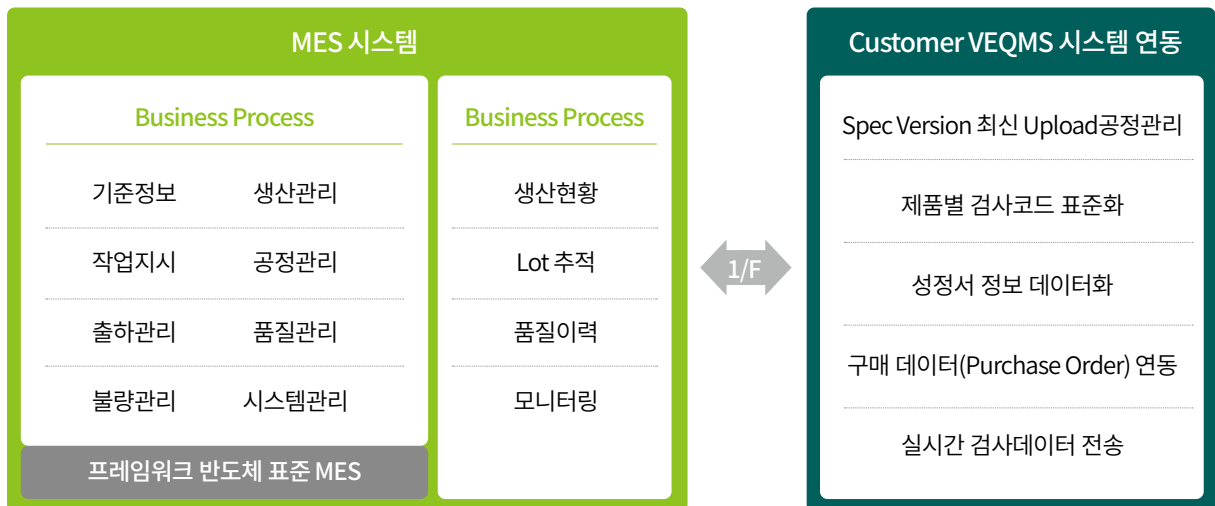 MES 시스템
Business Process
기준정보 생산관리
작업지시 공정관리
출하관리 품질관리
불량관리 시스템관리
프레임워크 반도체 표준 MES
Business Process
생산현황
Lot 추적
품질이력
모니터링
1/F
Customer VEQMS 시스템 연동
Spec Version 최신 Upload공정관리
제품별 검사코드 표준화
성정서 정보 데이터화
구매 데이터(Purchase Order) 연동
실시간 검사데이터 전송